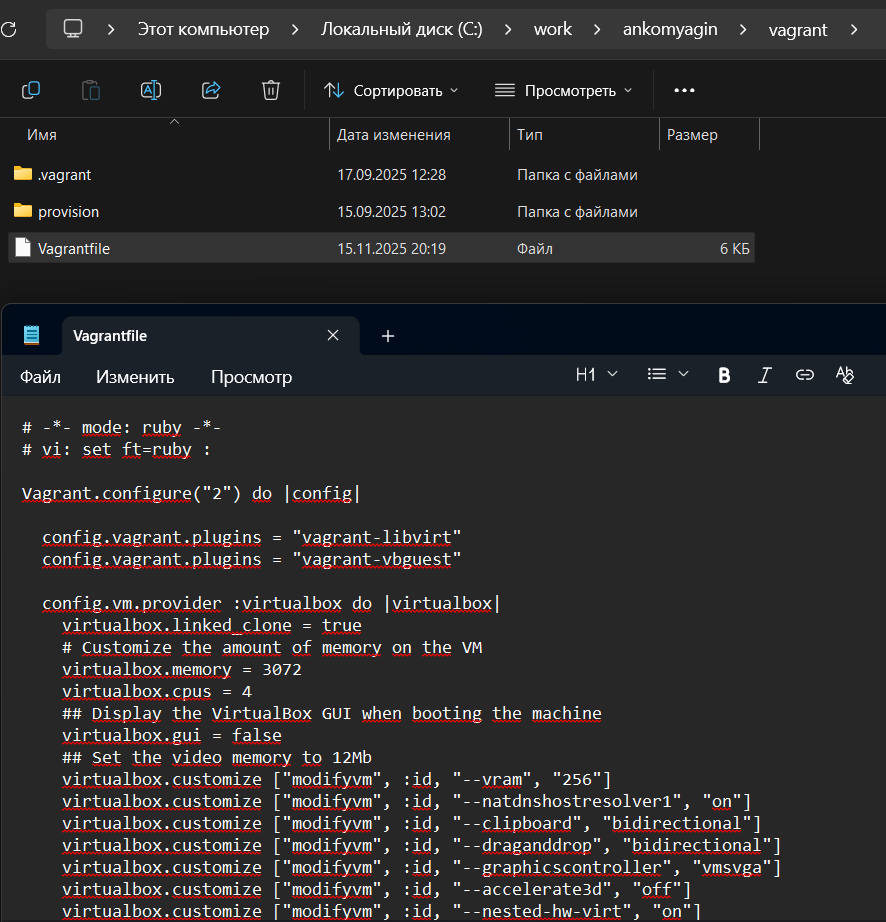 Этот компьютер > Локальный диск (C:) > work > ankomyagin > vagrant >
Сортировать Просмотреть •••
Имя Дата изменения Тип Размер
.vagrant 17.09.2025 12:28 Папка с файлами
provision 15.09.2025 13:02 Папка с файлами
Vagrantfile 15.11.2025 20:19 Файл 6 КБ
Vagrantfile
Файл Изменить Просмотр H1 B I
# -*- mode: ruby -*-
# vi: set ft=ruby :
Vagrant.configure("2") do |config|
config.vagrant.plugins = "vagrant-libvirt"
config.vagrant.plugins = "vagrant-vbguest"
config.vm.provider :virtualbox do |virtualbox|
virtualbox.linked_clone = true
# Customize the amount of memory on the VM
virtualbox.memory = 3072
virtualbox.cpus = 4
## Display the VirtualBox GUI when booting the machine
virtualbox.gui = false
## Set the video memory to 12Mb
virtualbox.customize ["modifyvm", :id, "--vram", "256"]
virtualbox.customize ["modifyvm", :id, "--natdnshostresolver1", "on"]
virtualbox.customize ["modifyvm", :id, "--clipboard", "bidirectional"]
virtualbox.customize ["modifyvm", :id, "--draganddrop", "bidirectional"]
virtualbox.customize ["modifyvm", :id, "--graphicscontroller", "vmsvga"]
virtualbox.customize ["modifyvm", :id, "--accelerate3d", "off"]
virtualbox.customize ["modifyvm", :id, "--nested-hw-virt", "on"]